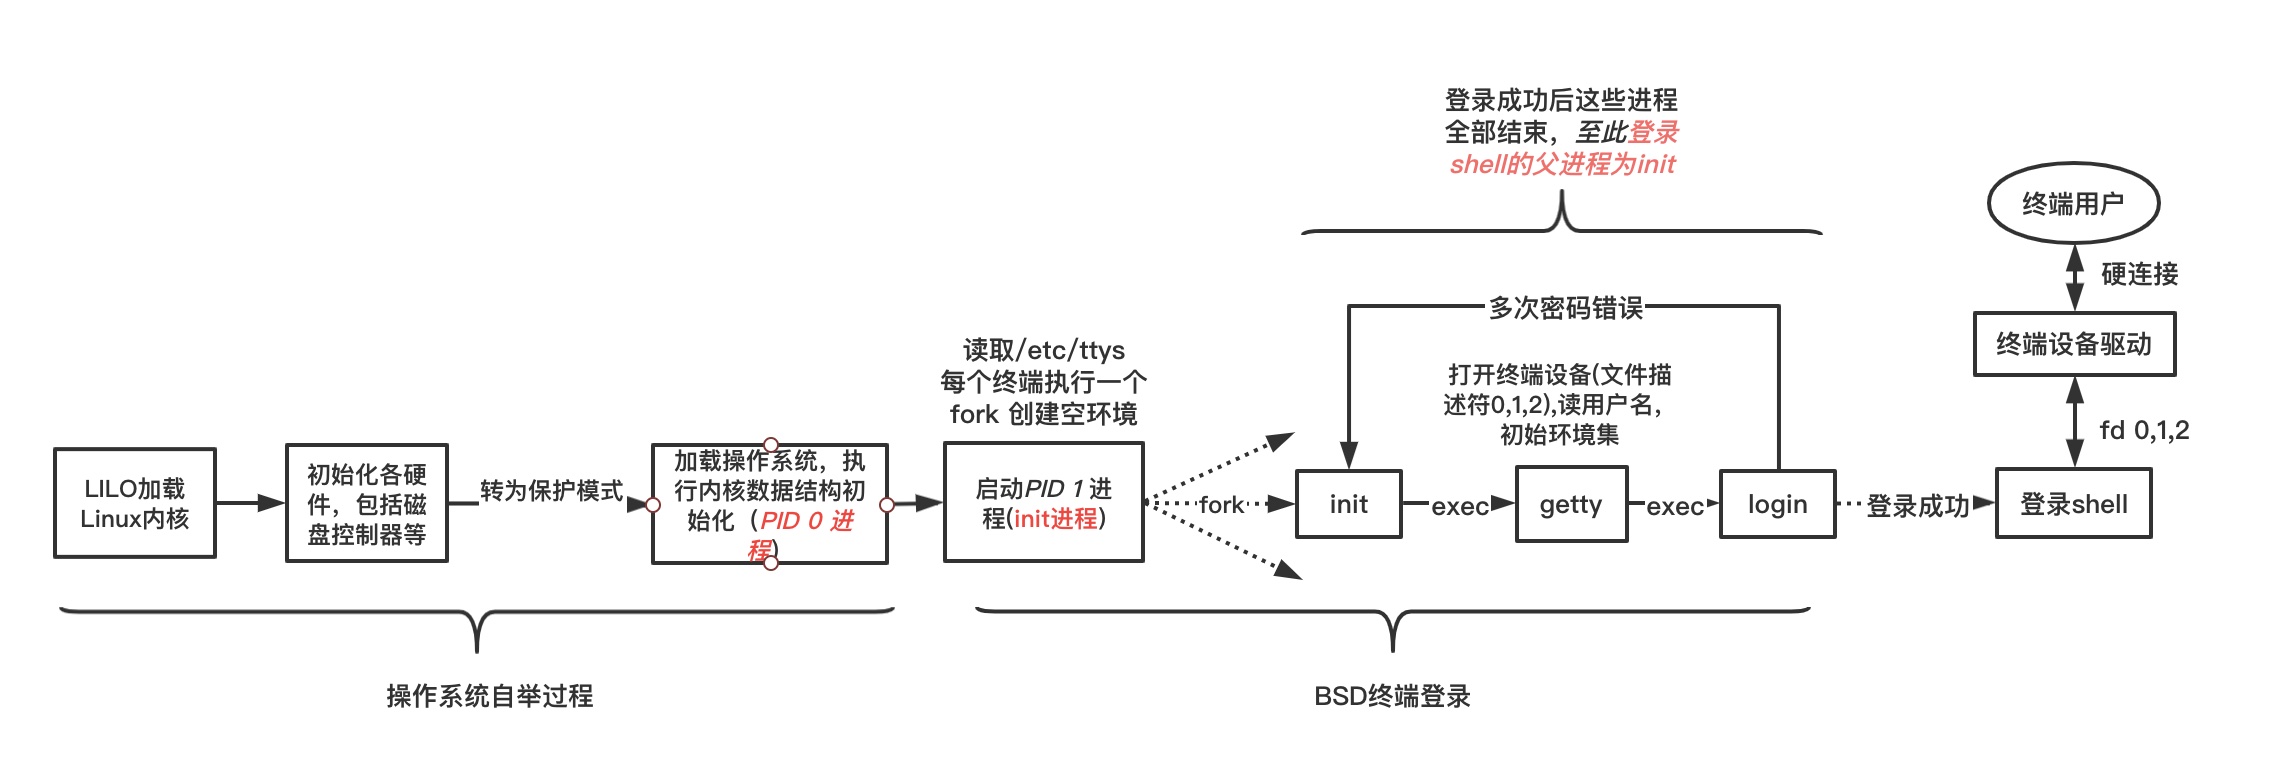 登录成功后这些进程
全部结束，至此登录
shell的父进程为init
终端用户
硬连接
多次密码错误
终端设备驱动
读取/etc/ttys
每个终端执行一个
fork 创建空环境
打开终端设备(文件描
述符0,1,2),读用户名，
初始环境集
fd 0,1,2
LILO加载
Linux内核
初始化各硬
件，包括磁
盘控制器等
转为保护模式
加载操作系统，执
行内核数据结构初
始化（PID 0 进
程)
启动PID 1 进
程(init进程)
fork
init
exec
getty
exec
login
登录成功
登录shell
操作系统自举过程
BSD终端登录